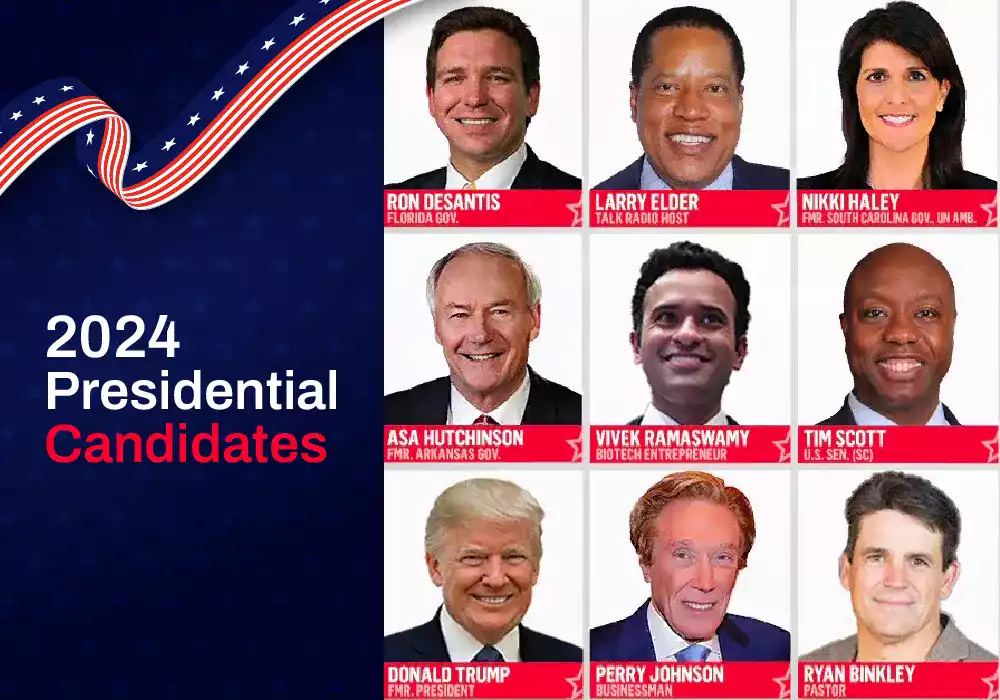 2024
Presidential
Candidates
RON DESANTIS
FLORIDA GOV.
LARRY ELDER
TALK RADIO HOST
NIKKI HALEY
FMR. SOUTH CAROLINA GOV., UN AMB.
ASA HUTCHINSON
FMR. ARKANSAS GOV.
VIVEK RAMASWAMY
BIOTECH ENTREPRENEUR
TIM SCOTT
U.S. SEN. (SC)
DONALD TRUMP
FMR. PRESIDENT
PERRY JOHNSON
BUSINESSMAN
RYAN BINKLEY
PASTOR